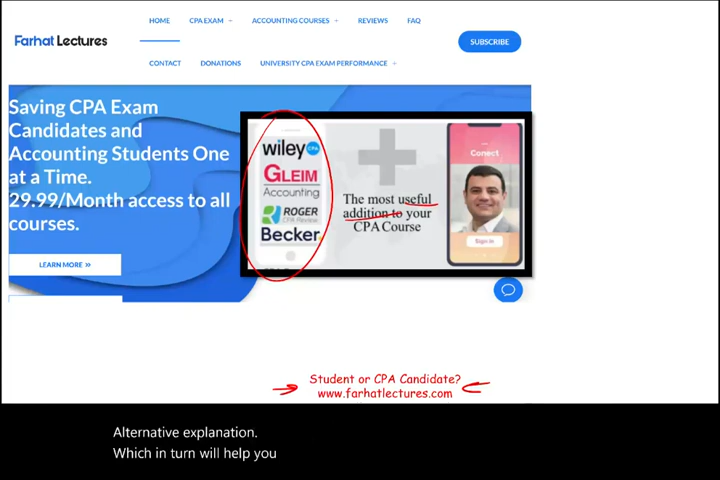 HOME
CPA EXAM
ACCOUNTING COURSES
REVIEWS
FAQ
Farhat Lectures
SUBSCRIBE
CONTACT
DONATIONS
UNIVERSITY CPA EXAM PERFORMANCE
Saving CPA Exam
Candidates and
Accounting Students One
at a Time.
29.99/Month access to all
courses.
LEARN MORE »
wiley CPA
GLEIM
Accounting
ROGER
CPA Review
Becker.
The most useful
addition to your
CPA Course
Conect
Sign in
Student or CPA Candidate?
www.farhatlectures.com
Alternative explanation.
Which in turn will help you